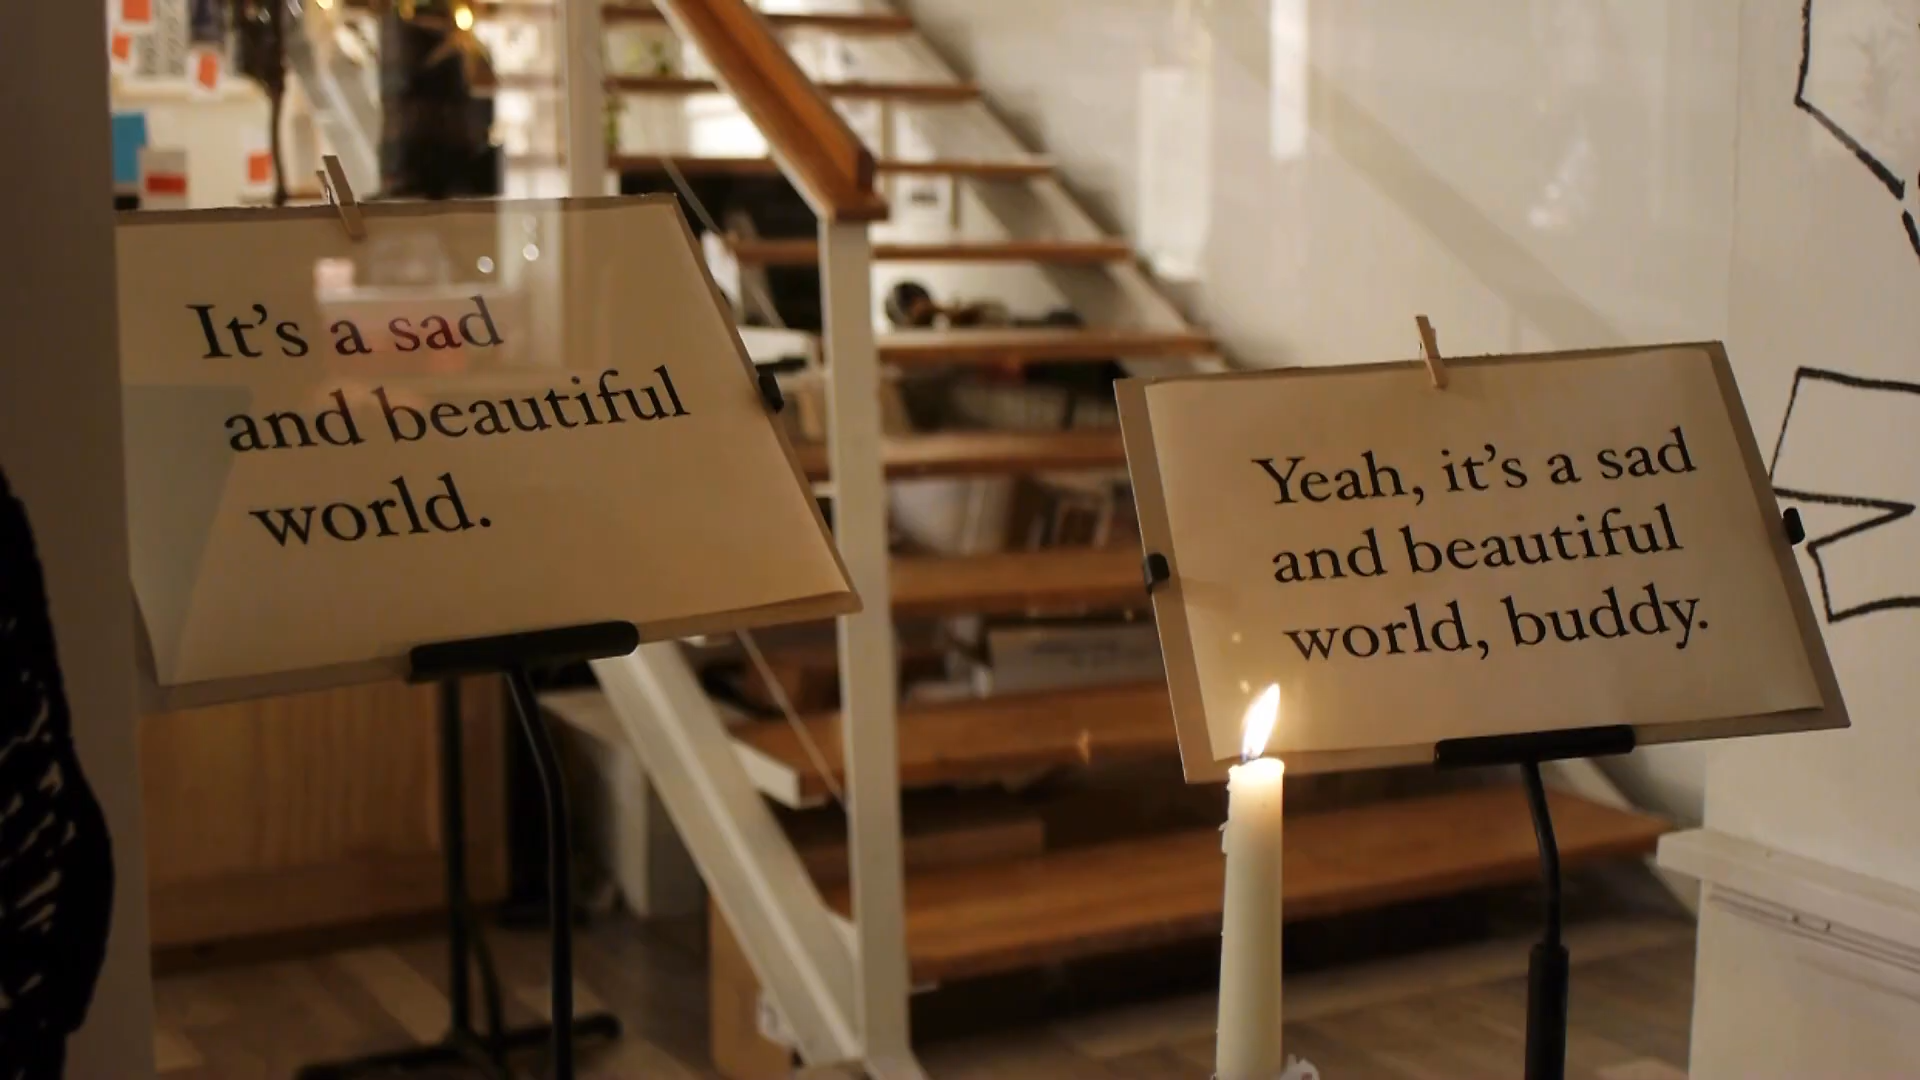 It’s a sad
and beautiful
world.
Yeah, it’s a sad
and beautiful
world, buddy.